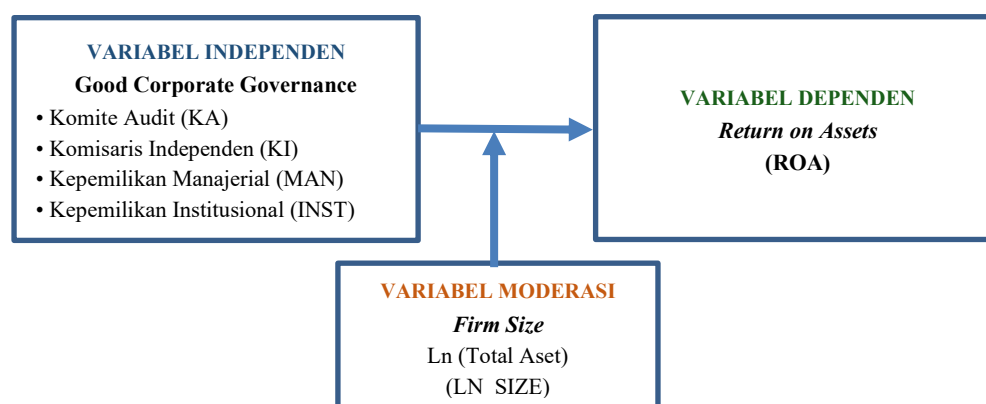 VARIABEL INDEPENDEN
Good Corporate Governance
• Komite Audit (KA)
• Komisaris Independen (KI)
• Kepemilikan Manajerial (MAN)
• Kepemilikan Institusional (INST)
VARIABEL DEPENDEN
Return on Assets
(ROA)
VARIABEL MODERASI
Firm Size
Ln (Total Aset)
(LN SIZE)